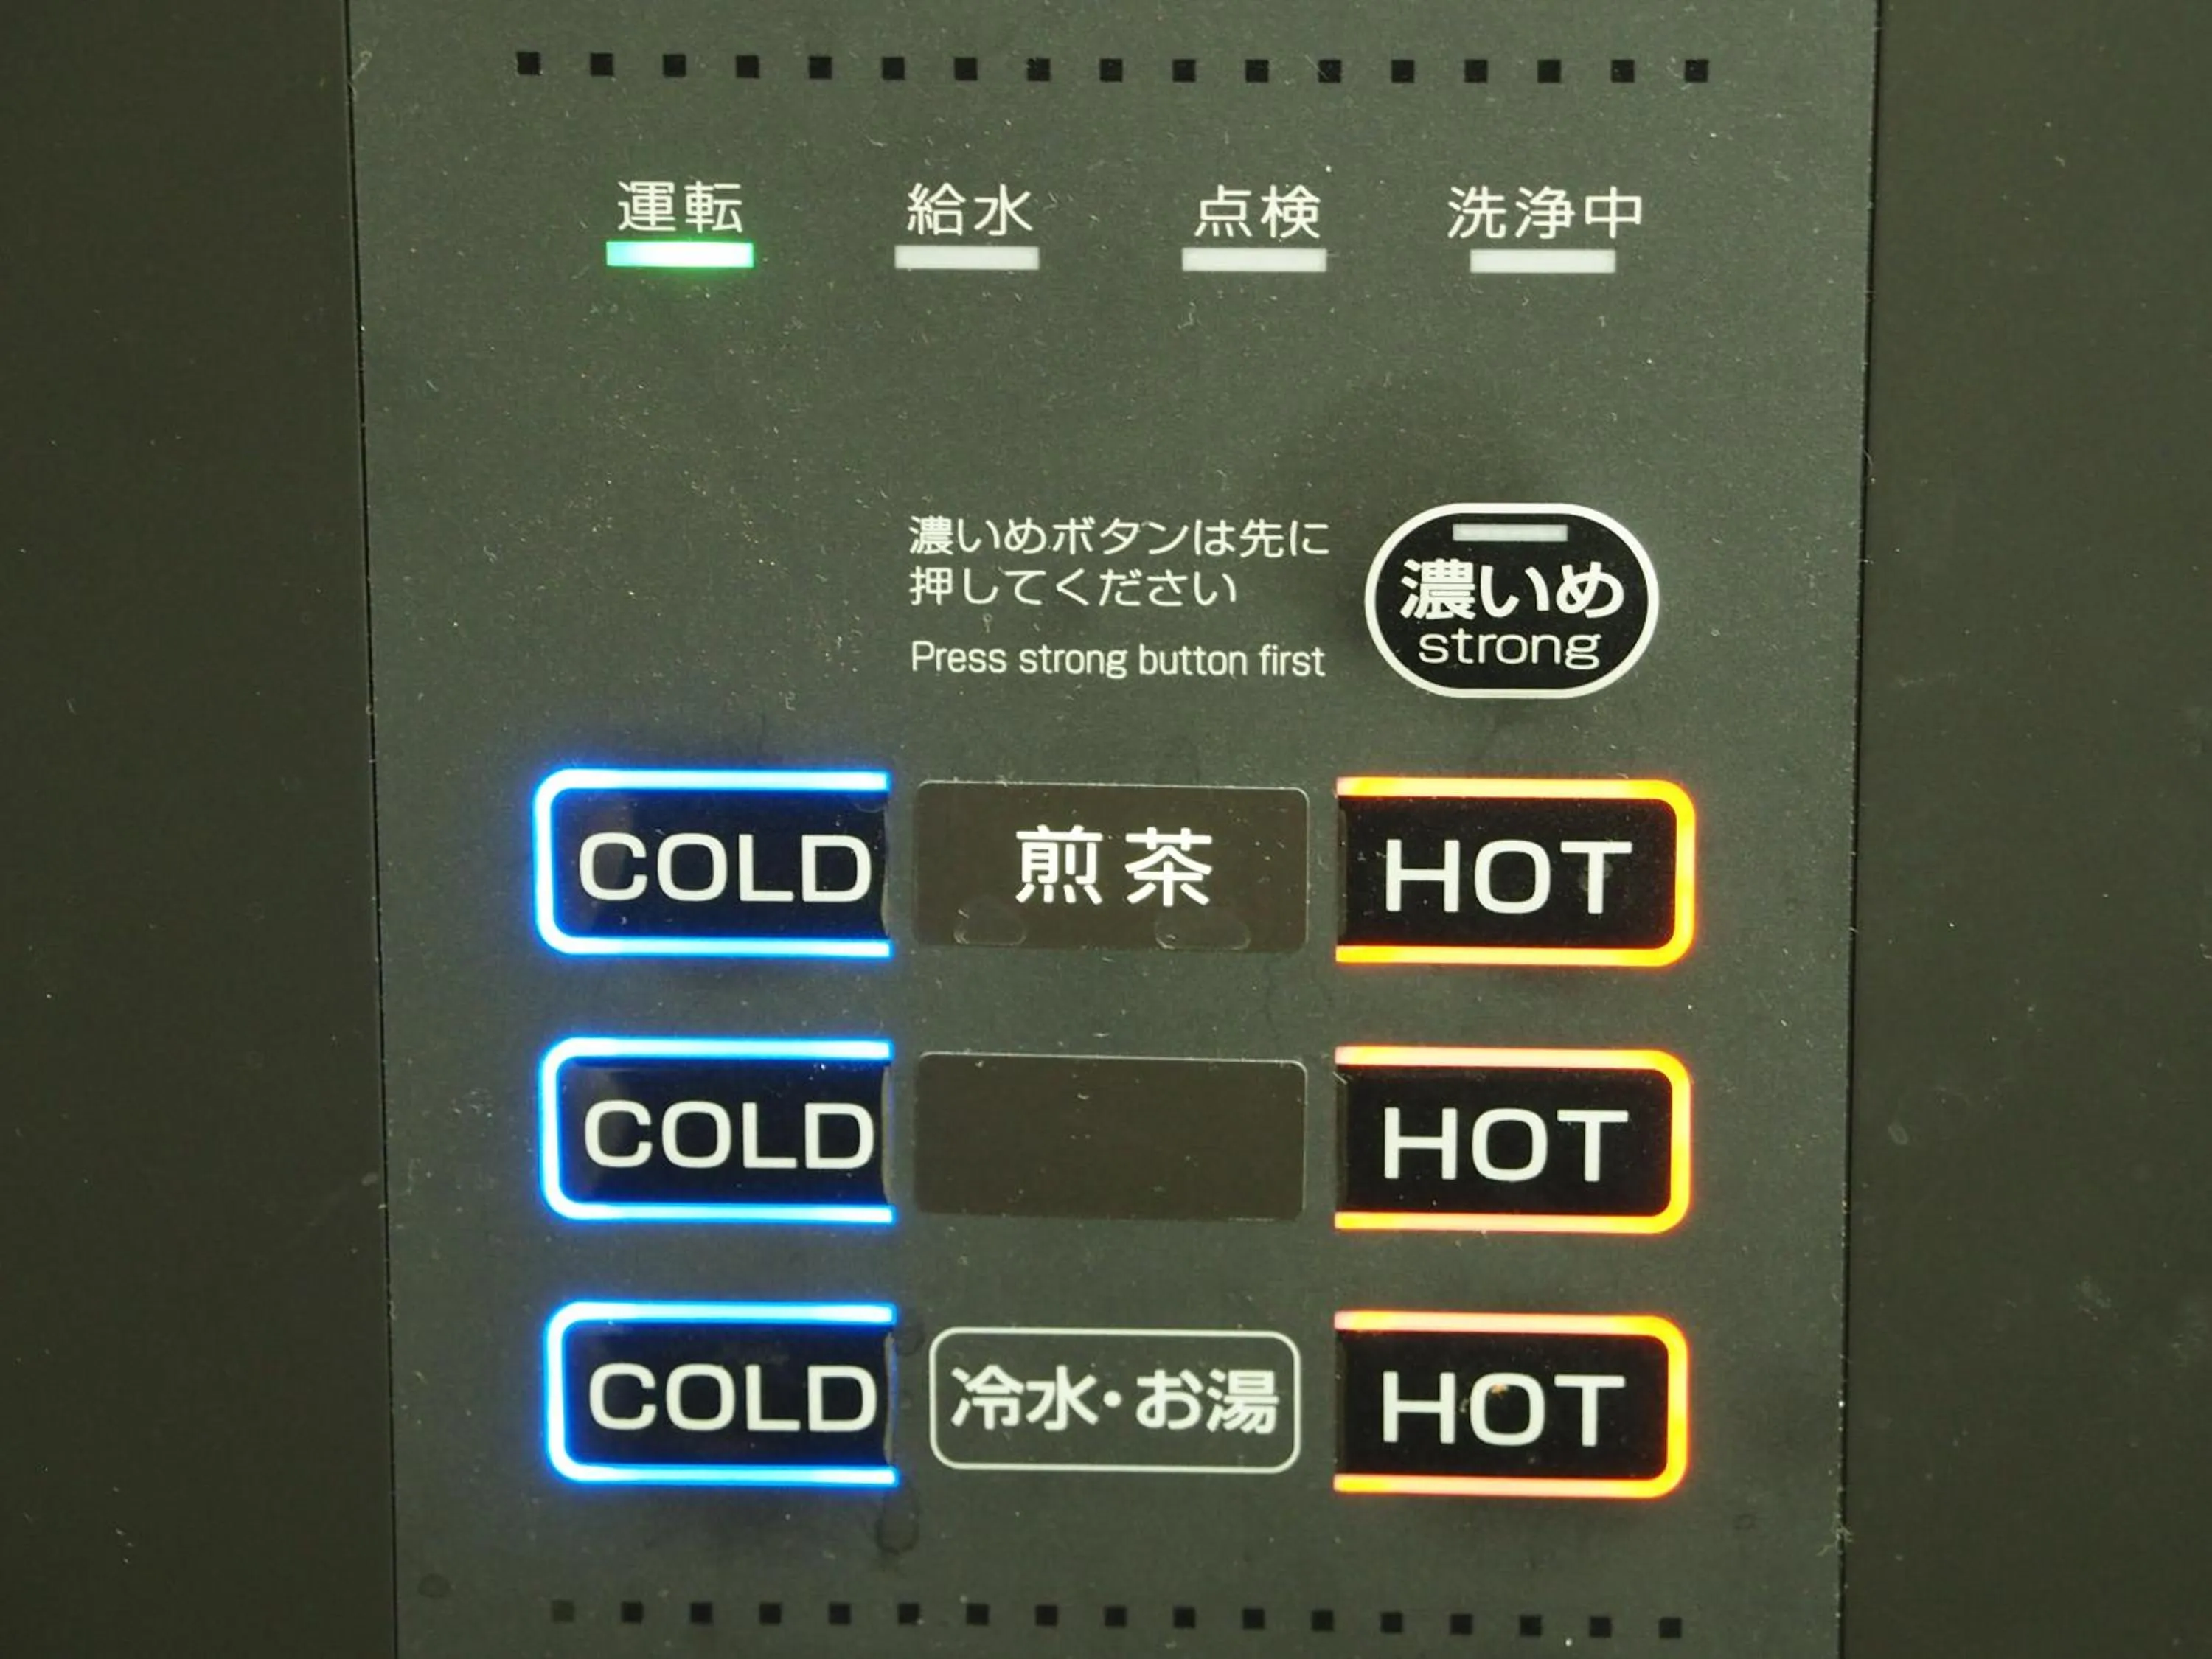 運転 給水 点検 洗浄中
濃いめボタンは先に
押してください
Press strong button first
濃いめ
strong
COLD 煎茶 HOT
COLD HOT
COLD 冷水・お湯 HOT